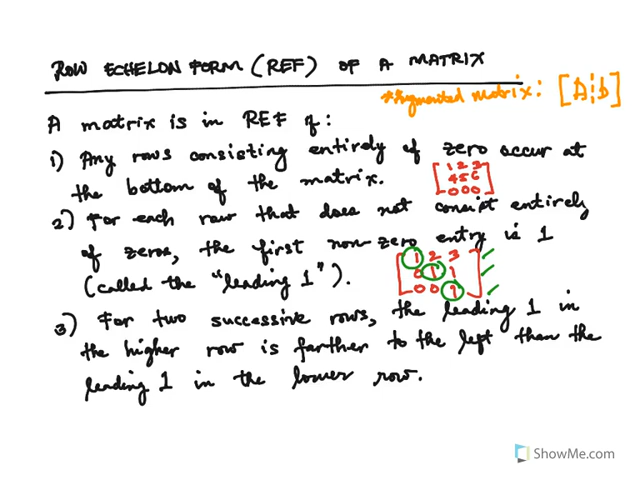 ROW ECHELON FORM (REF) OF A MATRIX
*Augmented matrix: [A¦b]
A matrix is in REF if:
1) Any rows consisting entirely of zero occur at
the bottom of the matrix.
1 2 3
4 5 6
0 0 0
2) For each row that does not consist entirely
of zeros, the first non-zero entry is 1
(called the "leading 1").
1 2 3 ✓
0 1 1 ✓
0 0 1 ✓
3) For two successive rows, the leading 1 in
the higher row is farther to the left than the
leading 1 in the lower row.
ShowMe.com